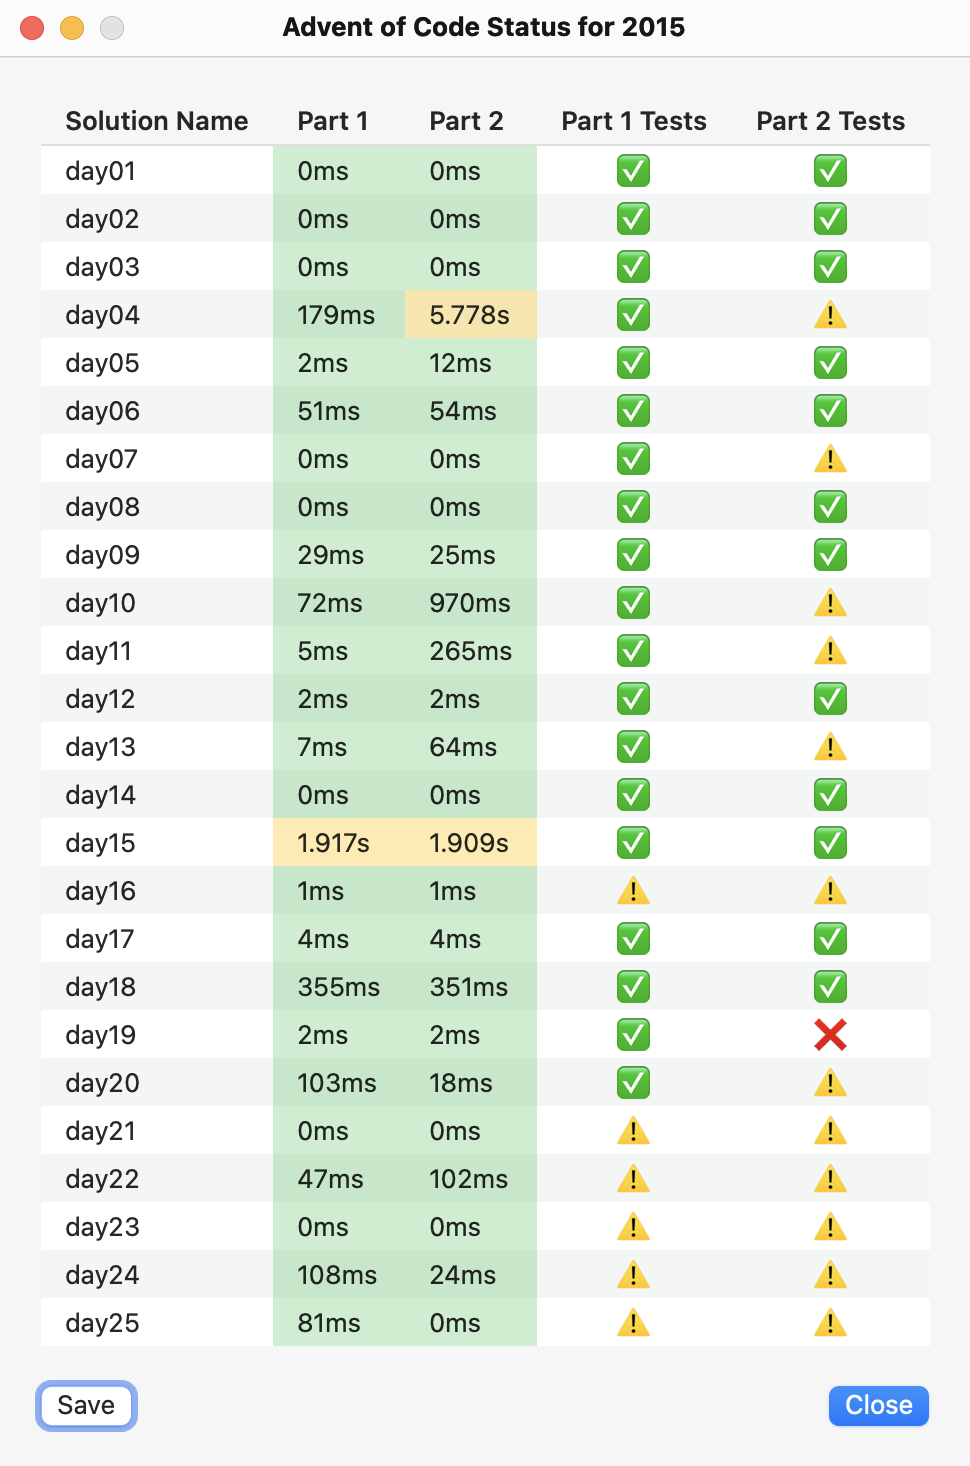 Advent of Code Status for 2015
Solution Name Part 1 Part 2 Part 1 Tests Part 2 Tests
day01 0ms 0ms ✅ ✅
day02 0ms 0ms ✅ ✅
day03 0ms 0ms ✅ ✅
day04 179ms 5.778s ✅ ⚠️
day05 2ms 12ms ✅ ✅
day06 51ms 54ms ✅ ✅
day07 0ms 0ms ✅ ⚠️
day08 0ms 0ms ✅ ✅
day09 29ms 25ms ✅ ✅
day10 72ms 970ms ✅ ⚠️
day11 5ms 265ms ✅ ⚠️
day12 2ms 2ms ✅ ✅
day13 7ms 64ms ✅ ⚠️
day14 0ms 0ms ✅ ✅
day15 1.917s 1.909s ✅ ✅
day16 1ms 1ms ⚠️ ⚠️
day17 4ms 4ms ✅ ✅
day18 355ms 351ms ✅ ✅
day19 2ms 2ms ✅ ❌
day20 103ms 18ms ✅ ⚠️
day21 0ms 0ms ⚠️ ⚠️
day22 47ms 102ms ⚠️ ⚠️
day23 0ms 0ms ⚠️ ⚠️
day24 108ms 24ms ⚠️ ⚠️
day25 81ms 0ms ⚠️ ⚠️
Save Close